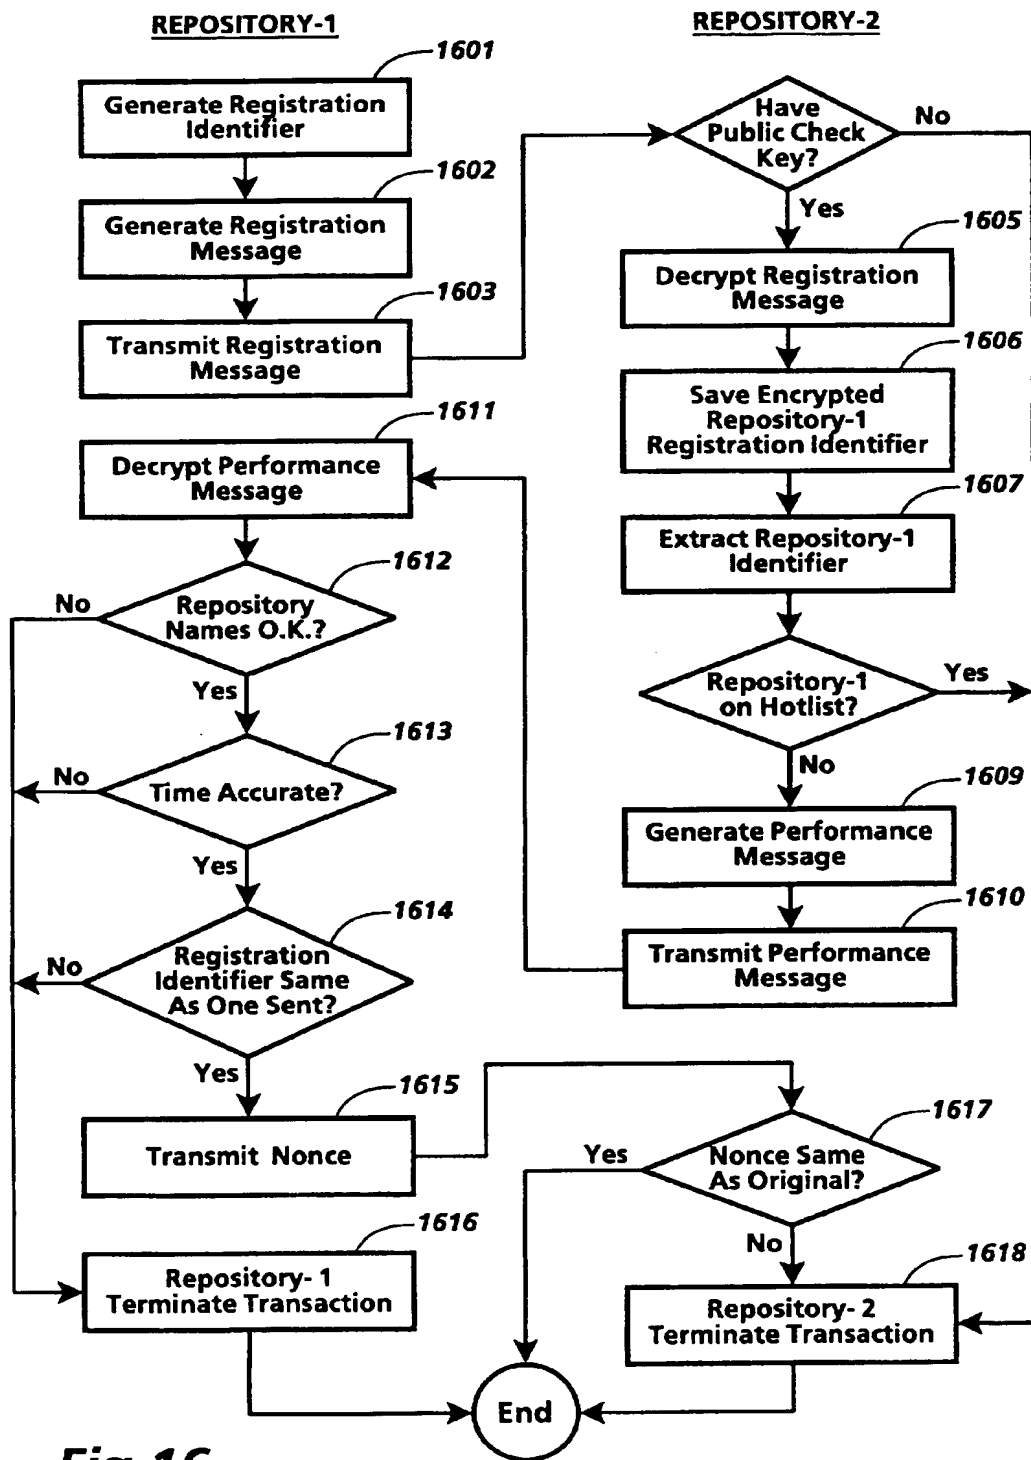 REPOSITORY-1
1601
Generate Registration
Identifier
1602
Generate Registration
Message
1603
Transmit Registration
Message
1611
Decrypt Performance
Message
1612
No
Repository
Names O.K.?
Yes
1613
No
Time Accurate?
Yes
1614
No
Registration
Identifier Same
As One Sent?
Yes
1615
Transmit Nonce
1616
Repository- 1
Terminate Transaction
REPOSITORY-2
Have
Public Check
Key?
No
Yes
1605
Decrypt Registration
Message
1606
Save Encrypted
Repository-1
Registration Identifier
1607
Extract Repository-1
Identifier
Repository-1
on Hotlist?
Yes
No
1609
Generate Performance
Message
1610
Transmit Performance
Message
1617
Yes
Nonce Same
As Original?
No
1618
Repository- 2
Terminate Transaction
End
Fig.16